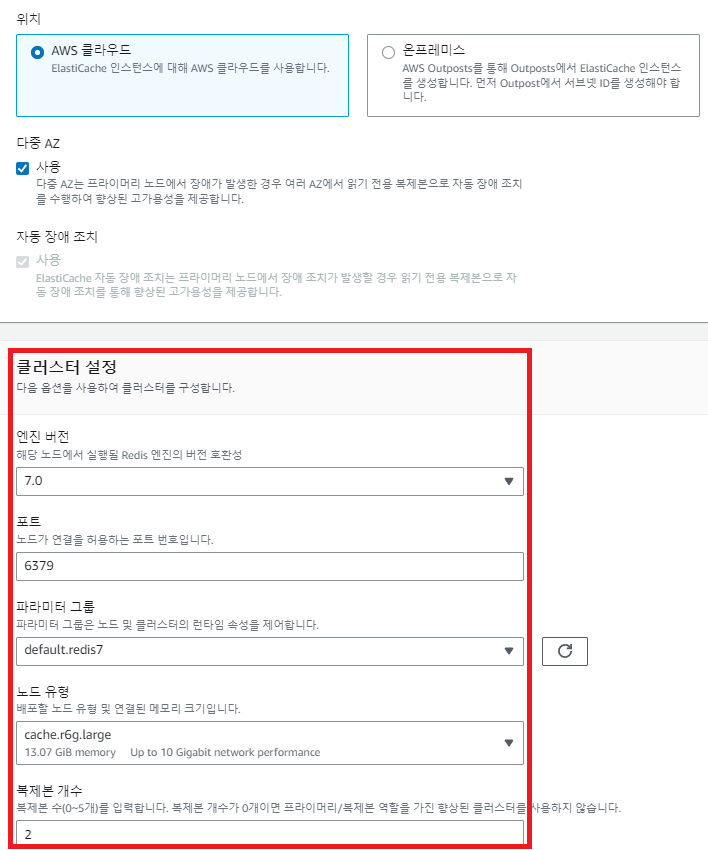 위치
AWS 클라우드
ElastiCache 인스턴스에 대해 AWS 클라우드를 사용합니다.
온프레미스
AWS Outposts를 통해 Outposts에서 ElastiCache 인스턴스
를 생성합니다. 먼저 Outpost에서 서브넷 ID를 생성해야 합
니다.
다중 AZ
사용
다중 AZ는 프라이머리 노드에서 장애가 발생한 경우 여러 AZ에서 읽기 전용 복제본으로 자동 장애 조치
를 수행하여 향상된 고가용성을 제공합니다.
자동 장애 조치
사용
ElastiCache 자동 장애 조치는 프라이머리 노드에서 장애 조치가 발생할 경우 읽기 전용 복제본으로 자
동 장애 조치를 통해 향상된 고가용성을 제공합니다.
클러스터 설정
다음 옵션을 사용하여 클러스터를 구성합니다.
엔진 버전
해당 노드에서 실행될 Redis 엔진의 버전 호환성
7.0
포트
노드가 연결을 허용하는 포트 번호입니다.
6379
파라미터 그룹
파라미터 그룹은 노드 및 클러스터의 런타임 속성을 제어합니다.
default.redis7
노드 유형
배포할 노드 유형 및 연결된 메모리 크기입니다.
cache.r6g.large
13.07 GiB memory Up to 10 Gigabit network performance
복제본 개수
복제본 수(0~5개)를 입력합니다. 복제본 개수가 0개이면 프라이머리/복제본 역할을 가진 향상된 클러스터를 사용하지 않습니다.
2